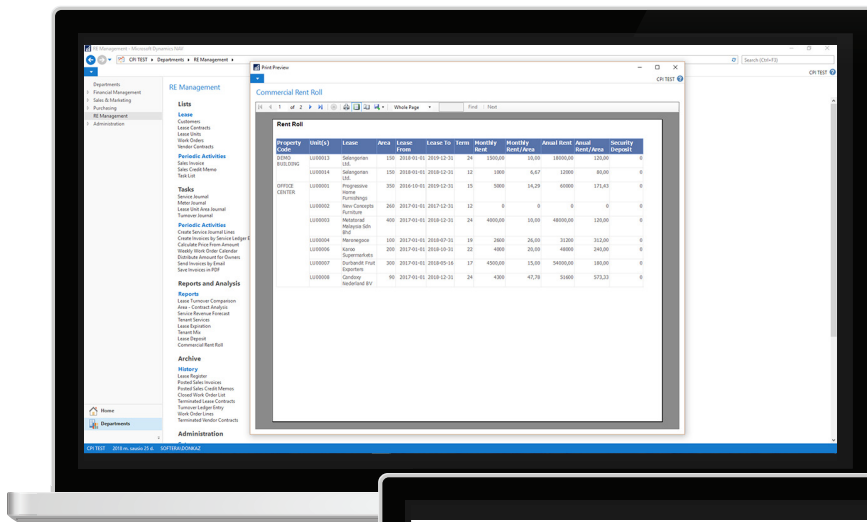 RE Management - Microsoft Dynamics NAV
CPI TEST ▸ Departments ▸ RE Management ▸
Search (Ctrl+F3)
CPI TEST
Departments
Financial Management
Sales & Marketing
Purchasing
RE Management
Administration
Home
Departments
RE Management
Lists
Lease
Customers
Lease Contracts
Lease Units
Work Orders
Vendor Contracts
Periodic Activities
Sales Invoice
Sales Credit Memo
Task List
Tasks
Service Journal
Meter Journal
Lease Unit Area Journal
Turnover Journal
Periodic Activities
Create Service Journal Lines
Create Invoices by Service Ledger E
Calculate Price From Amount
Weekly Work Order Calendar
Distribute Amount for Owners
Send Invoices by Email
Save Invoices in PDF
Reports and Analysis
Reports
Lease Turnover Comparison
Area - Contract Analysis
Service Revenue Forecast
Tenant Services
Lease Expiration
Tenant Mix
Lease Deposit
Commercial Rent Roll
Archive
History
Lease Register
Posted Sales Invoices
Posted Sales Credit Memos
Closed Work Order List
Terminated Lease Contracts
Turnover Ledger Entry
Work Order Lines
Terminated Vendor Contracts
Administration
Print Preview
CPI TEST
Commercial Rent Roll
1 of 2 Whole Page Find | Next
Rent Roll
Property Unit(s) Lease Area Lease Lease To Term Monthly Monthly Anual Rent Anual Security
Code From Rent Rent/Area Rent/Area Deposit
DEMO LU00013 Selangoran 150 2018-01-01 2019-12-31 24 1500,00 10,00 18000,00 120,00 0
BUILDING Ltd.
LU00014 Selangorian 150 2018-01-01 2018-12-31 12 1000 6,67 12000 80,00 0
Ltd.
OFFICE LU00001 Progressive 350 2016-10-01 2019-12-31 15 5000 14,29 60000 171,43 0
CENTER Home
Furnishings
LU00002 New Concepts 260 2017-01-01 2017-12-31 12 0 0 0 0 0
Furniture
LU00003 400 2017-01-01 2018-12-31 24 4000,00 10,00 48000,00 120,00 0
Malaysia Sdn
Bhd
LU00004 Maronegoce 100 2017-01-01 2018-07-31 19 2600 26,00 31200 312,00 0
LU00006 200 2017-01-01 2018-10-31 22 4000 20,00 48000 240,00 0
Supermarkets
LU00007 Durbandit Fruit 300 2017-01-01 2018-05-16 17 4500,00 15,00 54000,00 180,00 0
Exporters
LU00008 Candoxy 90 2017-01-01 2018-12-31 24 4300 47,78 51600 573,33 0
Nederland BV
CPI TEST 2018 m. sausio 25 d. SOFTERA\DONKAZ